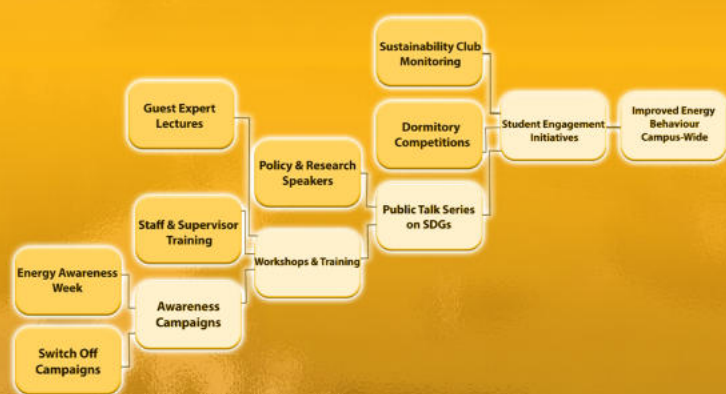 Sustainability Club
Monitoring
Guest Expert
Lectures
Dormitory
Competitions
Student Engagement
Initiatives
Improved Energy
Behaviour
Campus-Wide
Policy & Research
Speakers
Public Talk Series
on SDGs
Staff & Supervisor
Training
Workshops & Training
Energy Awareness
Week
Awareness
Campaigns
Switch Off
Campaigns